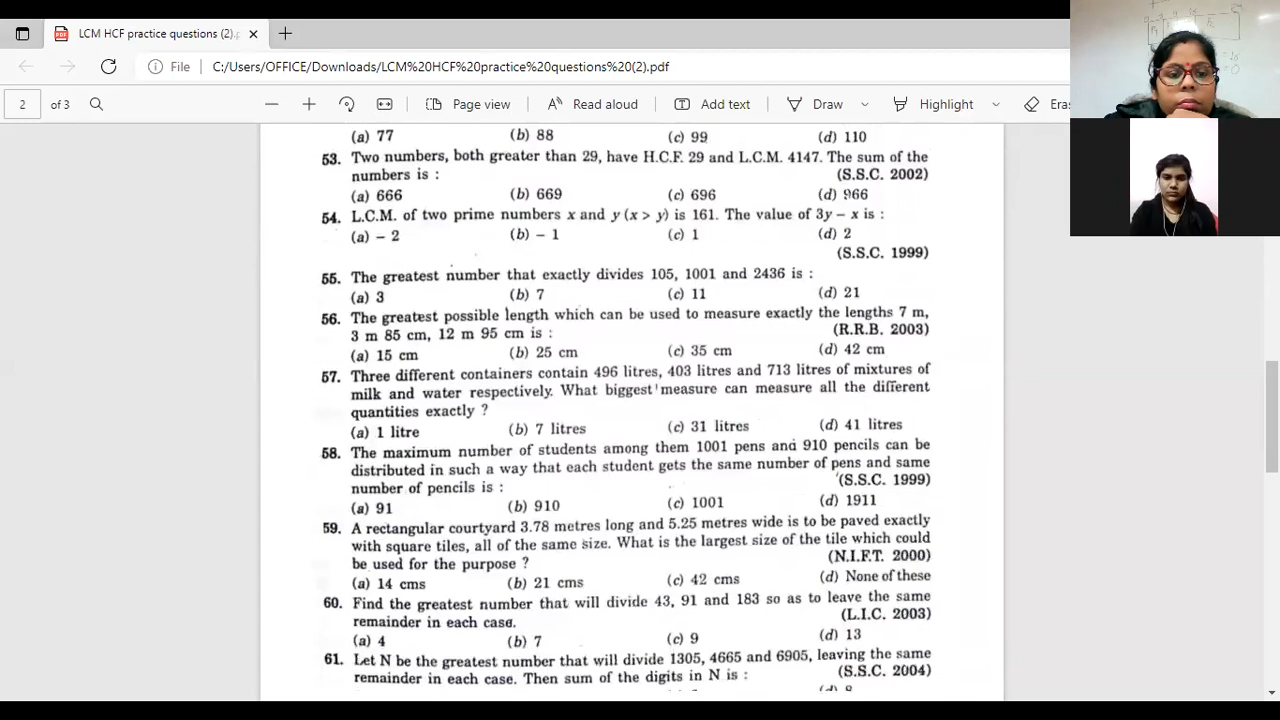 LCM HCF practice questions (2).p
File C:/Users/OFFICE/Downloads/LCM%20HCF%20practice%20questions%20(2).pdf
2 of 3 Page view Read aloud Add text Draw Highlight Eras
(a) 77 (b) 88 (c) 99 (d) 110
53. Two numbers, both greater than 29, have H.C.F. 29 and L.C.M. 4147. The sum of the
numbers is : (S.S.C. 2002)
(a) 666 (b) 669 (c) 696 (d) 966
54. L.C.M. of two prime numbers x and y (x > y) is 161. The value of 3y – x is :
(a) – 2 (b) – 1 (c) 1 (d) 2
(S.S.C. 1999)
55. The greatest number that exactly divides 105, 1001 and 2436 is :
(a) 3 (b) 7 (c) 11 (d) 21
56. The greatest possible length which can be used to measure exactly the lengths 7 m,
3 m 85 cm, 12 m 95 cm is : (R.R.B. 2003)
(a) 15 cm (b) 25 cm (c) 35 cm (d) 42 cm
57. Three different containers contain 496 litres, 403 litres and 713 litres of mixtures of
milk and water respectively. What biggest measure can measure all the different
quantities exactly ?
(a) 1 litre (b) 7 litres (c) 31 litres (d) 41 litres
58. The maximum number of students among them 1001 pens and 910 pencils can be
distributed in such a way that each student gets the same number of pens and same
number of pencils is : (S.S.C. 1999)
(a) 91 (b) 910 (c) 1001 (d) 1911
59. A rectangular courtyard 3.78 metres long and 5.25 metres wide is to be paved exactly
with square tiles, all of the same size. What is the largest size of the tile which could
be used for the purpose ? (N.I.F.T. 2000)
(a) 14 cms (b) 21 cms (c) 42 cms (d) None of these
60. Find the greatest number that will divide 43, 91 and 183 so as to leave the same
remainder in each case. (L.I.C. 2003)
(a) 4 (b) 7 (c) 9 (d) 13
61. Let N be the greatest number that will divide 1305, 4665 and 6905, leaving the same
remainder in each case. Then sum of the digits in N is : (S.S.C. 2004)